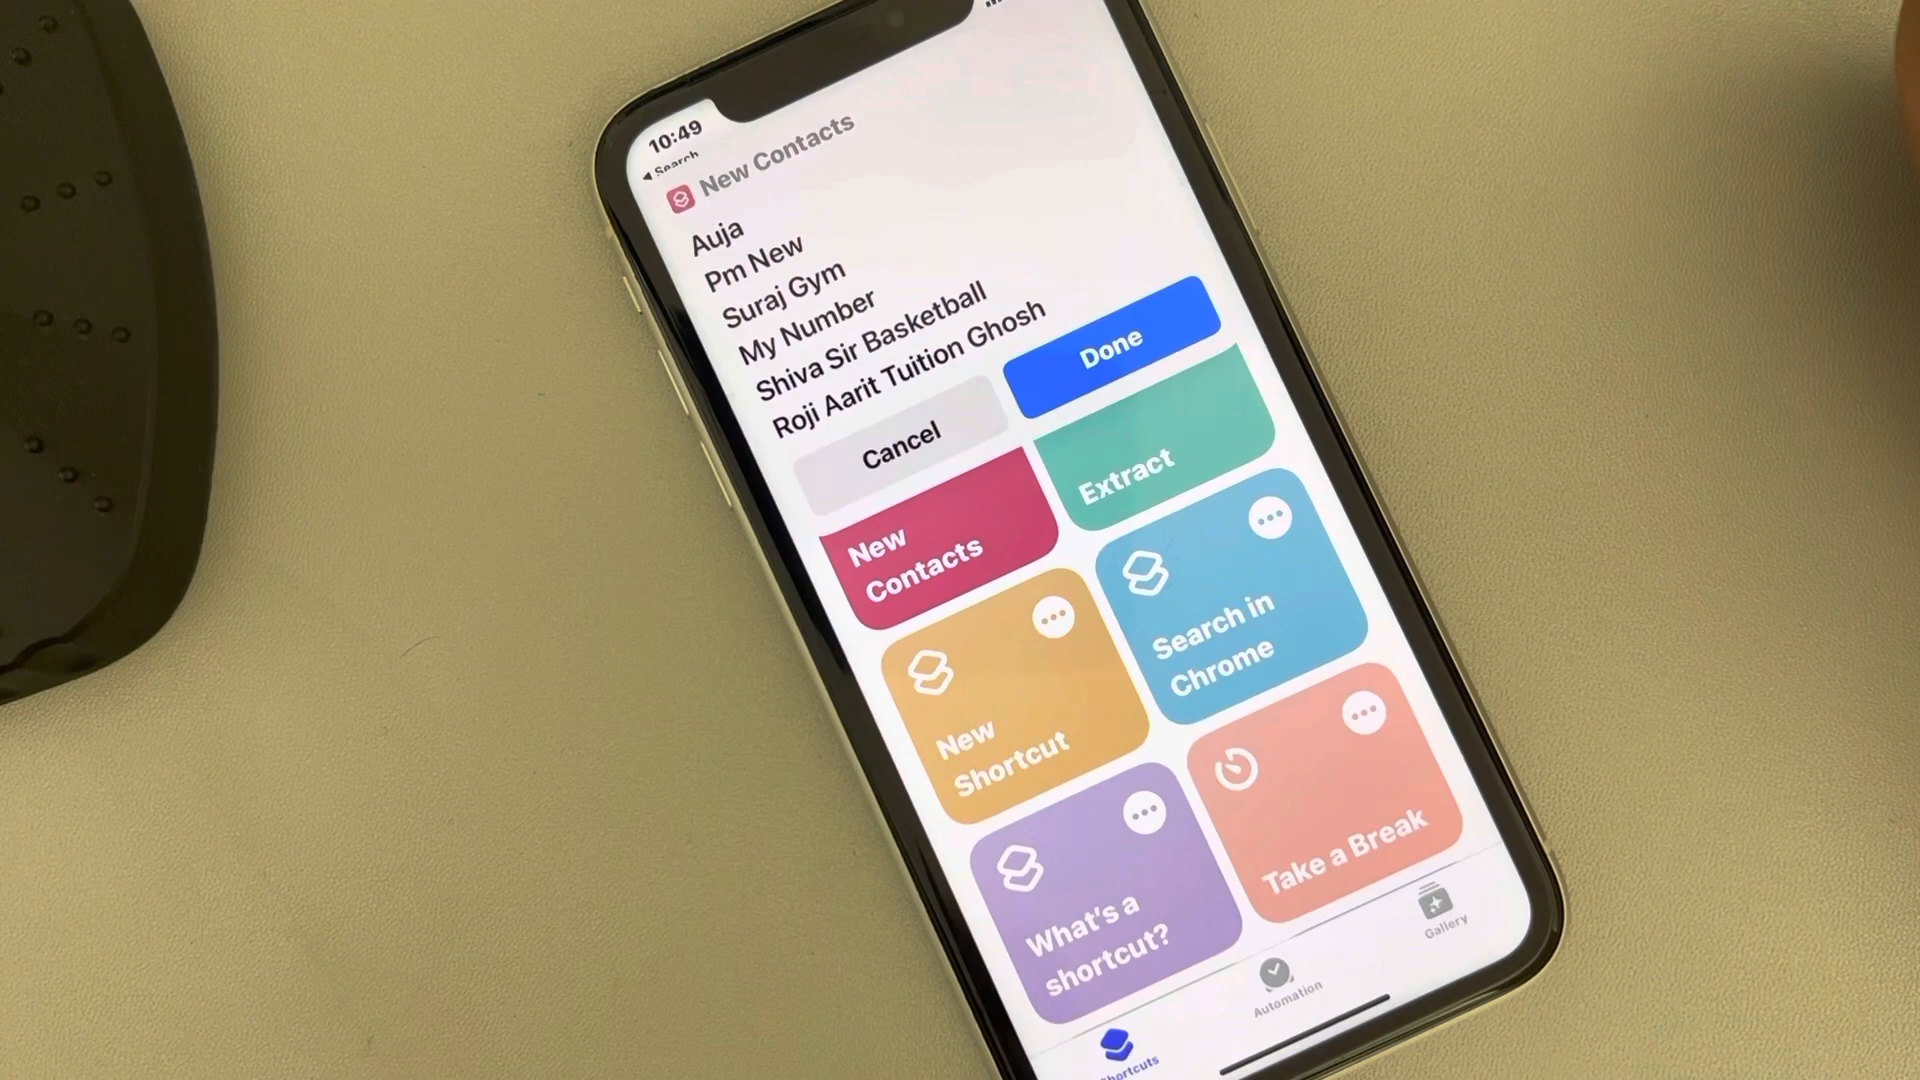 10:49
Search
New Contacts
Auja
Pm New
Suraj Gym
My Number
Shiva Sir Basketball
Roji Aarit Tuition Ghosh
Cancel
Done
New
Contacts
Extract
New
Shortcut
Search in
Chrome
What's a
shortcut?
Take a Break
Shortcuts
Automation
Gallery